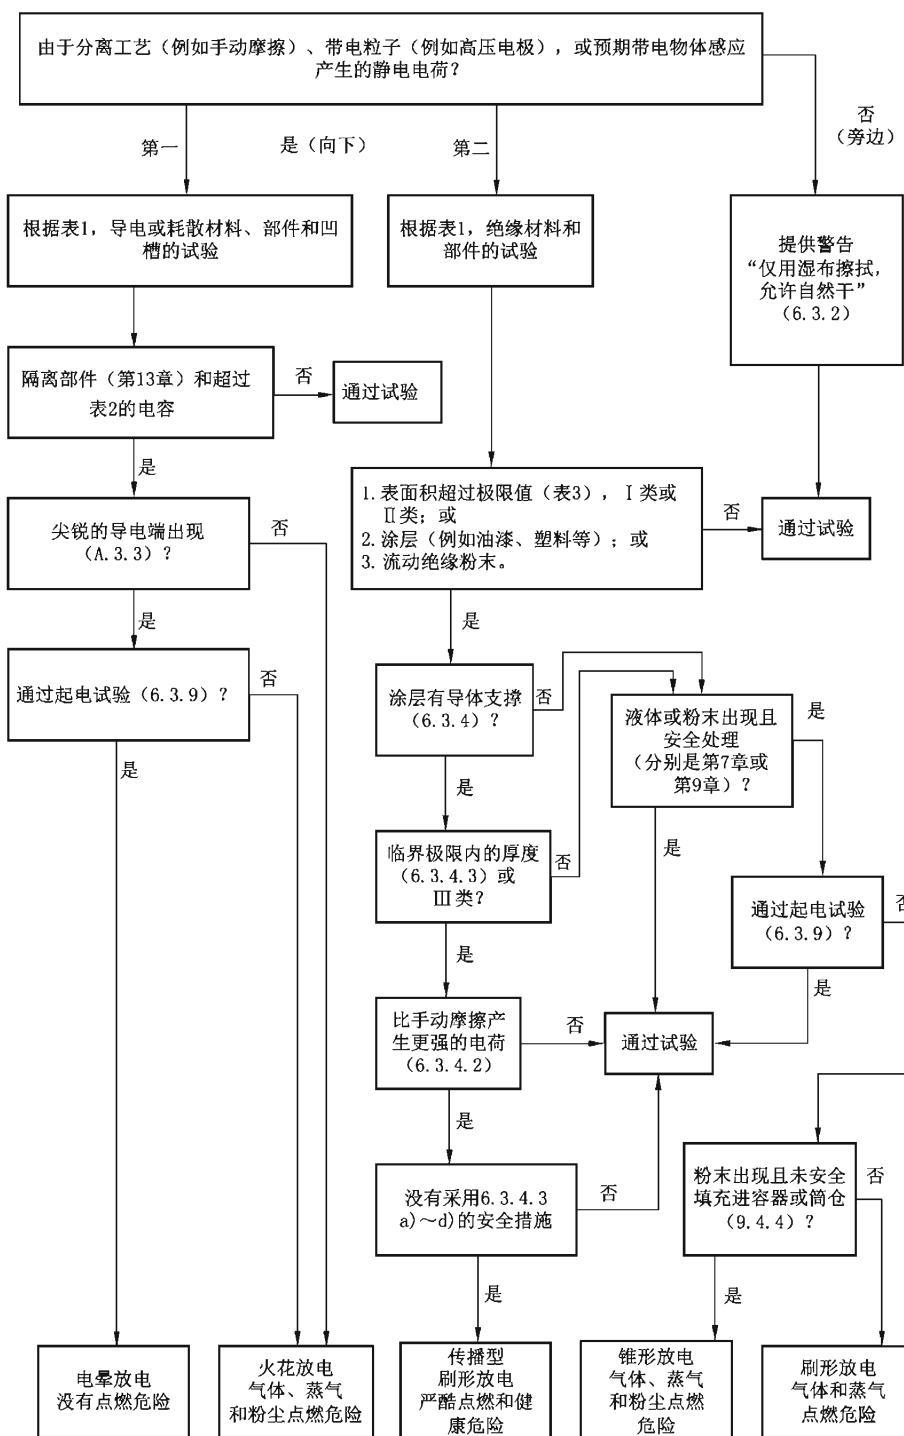 由于分离工艺（例如手动摩擦）、带电粒子（例如高压电极），或预期带电物体感应
产生的静电电荷？
第一
是（向下）
第二
否
（旁边）
根据表1，导电或耗散材料、部件和凹
槽的试验
根据表1，绝缘材料和
部件的试验
提供警告
“仅用湿布擦拭，
允许自然干”
（6.3.2）
隔离部件（第13章）和超过
表2的电容
否
通过试验
是
1. 表面积超过极限值（表3），Ⅰ类或
Ⅱ类；或
2. 涂层（例如油漆、塑料等）；或
3. 流动绝缘粉末。
否
通过试验
尖锐的导电端出现
（A.3.3）？
否
是
是
通过起电试验（6.3.9）？
否
涂层有导体支撑
（6.3.4）？
否
液体或粉末出现且
安全处理
（分别是第7章或
第9章）？
是
是
是
是
临界极限内的厚度
（6.3.4.3）或
Ⅲ类？
否
通过起电试验
（6.3.9）？
否
是
是
比手动摩擦产
生更强的电荷
（6.3.4.2）
否
通过试验
是
没有采用6.3.4.3
a)～d)的安全措施
否
粉末出现且未安全
填充进容器或筒仓
（9.4.4）？
否
是
是
电晕放电
没有点燃危险
火花放电
气体、蒸气
和粉尘点燃危险
传播型
刷形放电
严酷点燃和健
康危险
锥形放电
气体、蒸气
和粉尘点燃
危险
刷形放电
气体和蒸气
点燃危险